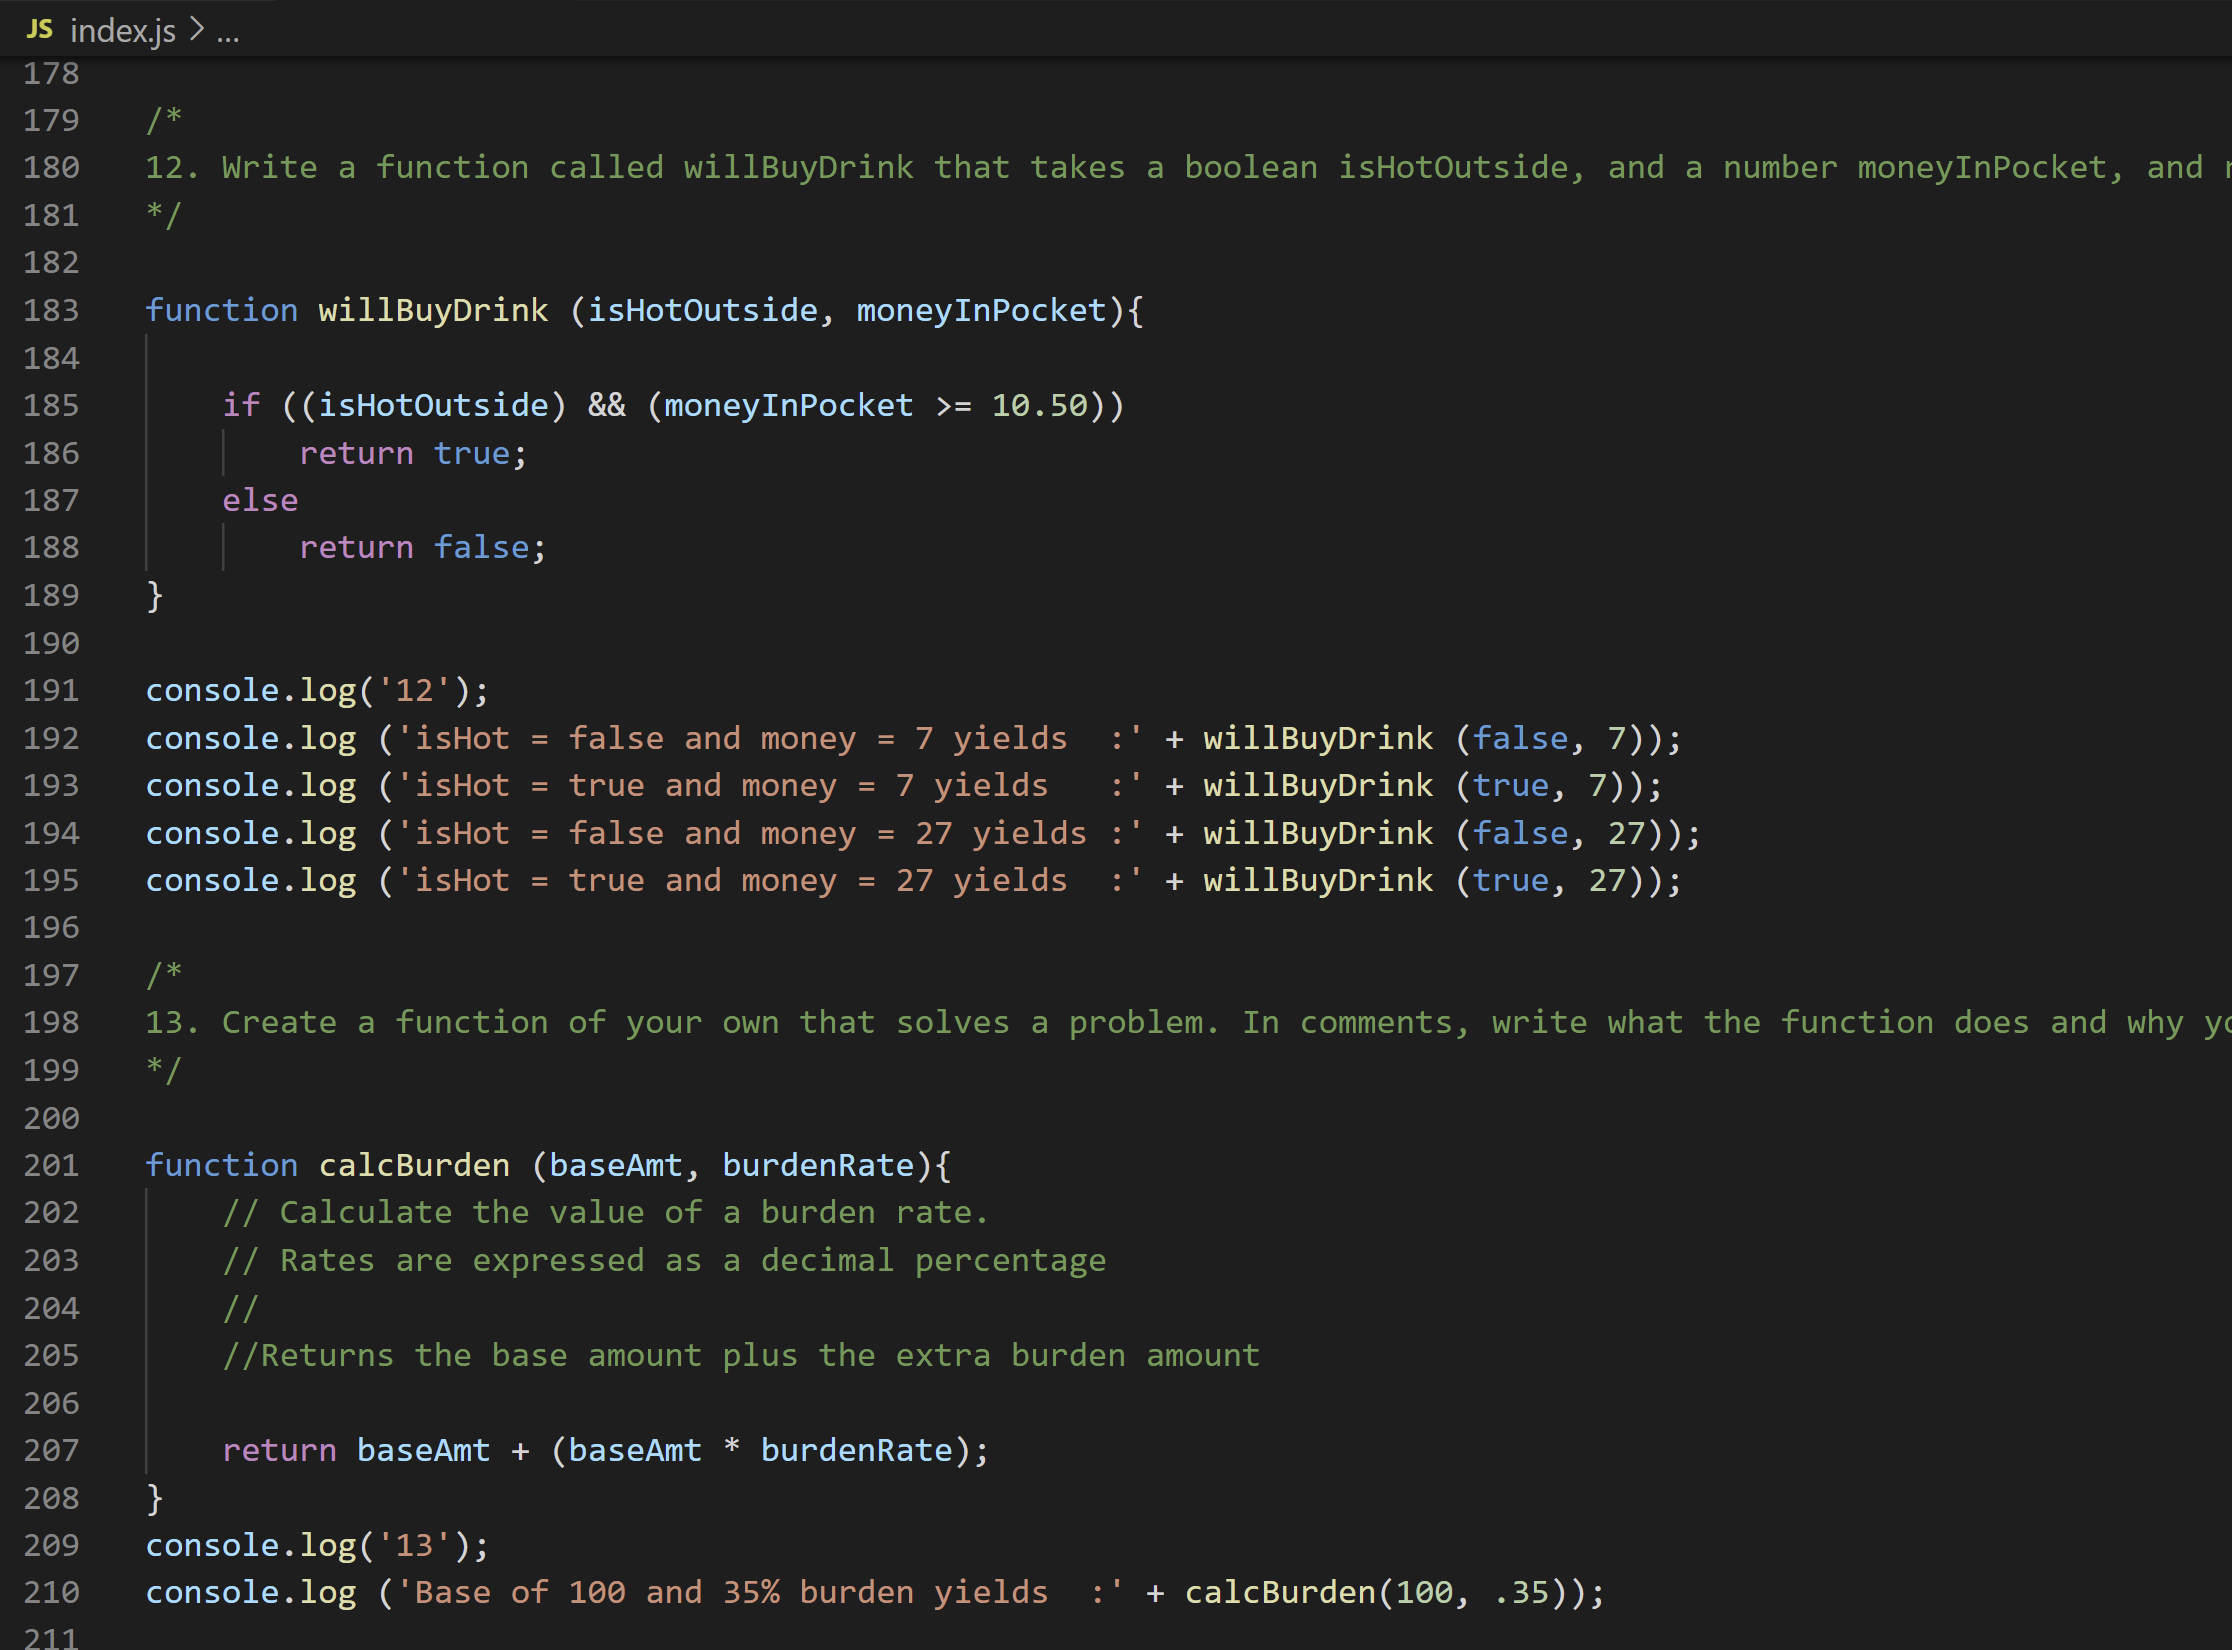 JS index.js > ...
178
179 /*
180 12. Write a function called willBuyDrink that takes a boolean isHotOutside, and a number moneyInPocket, and
181 */
182
183 function willBuyDrink (isHotOutside, moneyInPocket){
184
185     if ((isHotOutside) && (moneyInPocket >= 10.50))
186         return true;
187     else
188         return false;
189 }
190
191 console.log('12');
192 console.log ('isHot = false and money = 7 yields  :' + willBuyDrink (false, 7));
193 console.log ('isHot = true and money = 7 yields   :' + willBuyDrink (true, 7));
194 console.log ('isHot = false and money = 27 yields :' + willBuyDrink (false, 27));
195 console.log ('isHot = true and money = 27 yields  :' + willBuyDrink (true, 27));
196
197 /*
198 13. Create a function of your own that solves a problem. In comments, write what the function does and why
199 */
200
201 function calcBurden (baseAmt, burdenRate){
202     // Calculate the value of a burden rate.
203     // Rates are expressed as a decimal percentage
204     //
205     //Returns the base amount plus the extra burden amount
206
207     return baseAmt + (baseAmt * burdenRate);
208 }
209 console.log('13');
210 console.log ('Base of 100 and 35% burden yields  :' + calcBurden(100, .35));
211